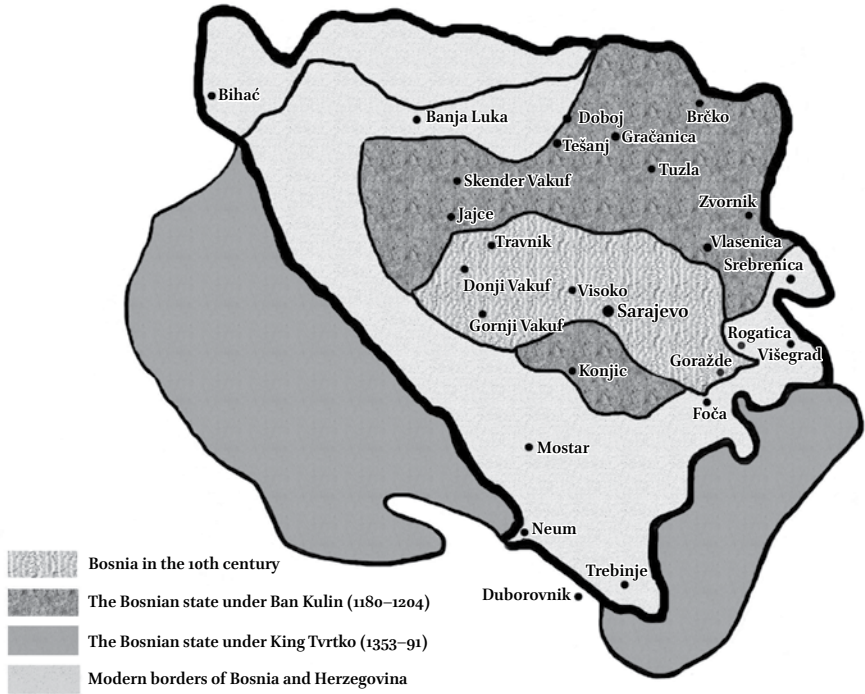 Bihać
Banja Luka
Doboj
Brčko
Gračanica
Tešanj
Tuzla
Skender Vakuf
Zvornik
Jajce
Travnik
Vlasenica
Srebrenica
Donji Vakuf
Visoko
Sarajevo
Gornji Vakuf
Rogatica
Višegrad
Goražde
Konjic
Foča
Mostar
Neum
Trebinje
Duborovnik
Bosnia in the 10th century
The Bosnian state under Ban Kulin (1180–1204)
The Bosnian state under King Tvrtko (1353–91)
Modern borders of Bosnia and Herzegovina